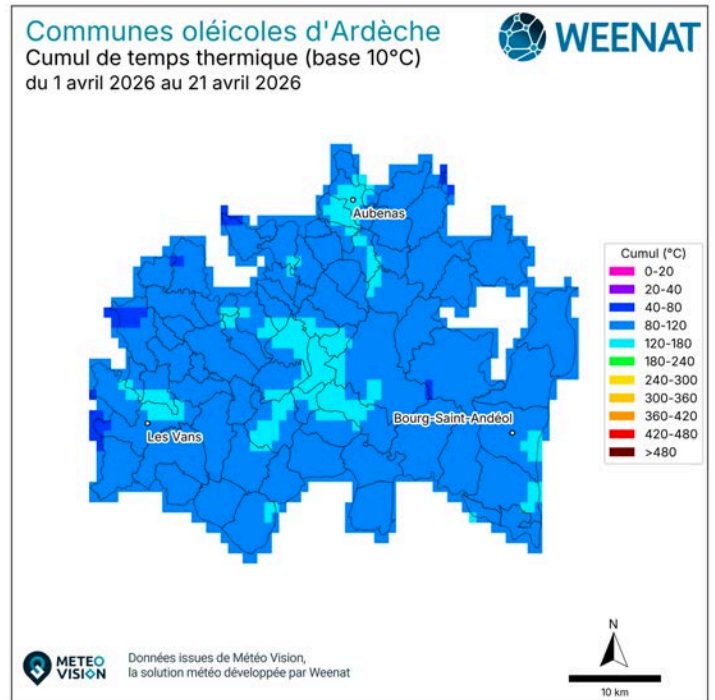 Communes oléicoles d'Ardèche
Cumul de temps thermique (base 10°C)
du 1 avril 2026 au 21 avril 2026
WEENAT
Aubenas
Bourg-Saint-Andéol
Les Vans
Cumul (°C)
0-20
20-40
40-80
80-120
120-180
180-240
240-300
300-360
360-420
420-480
>480
METEO
VISION
Données issues de Météo Vision,
la solution météo développée par Weenat
N
10 km